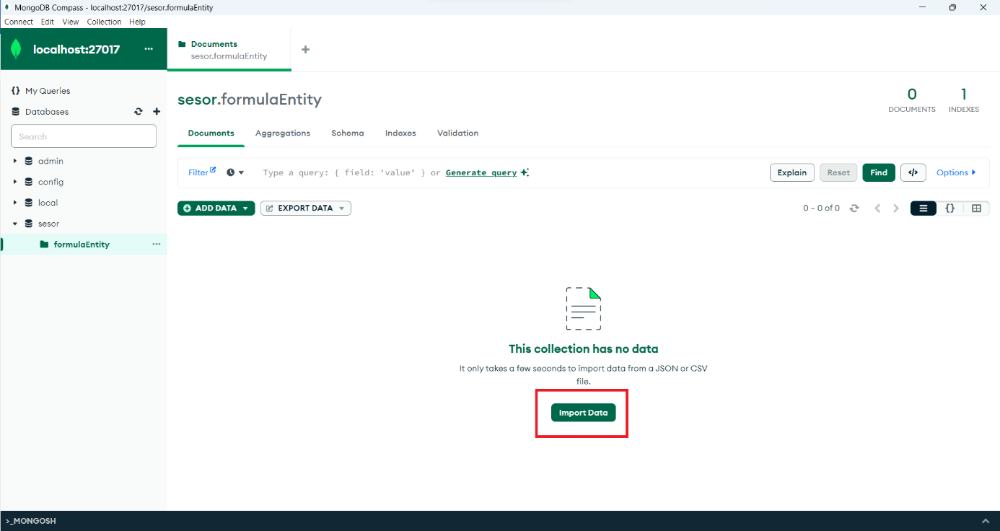 MongoDB Compass - localhost:27017/sesor.formulaEntity
Connect Edit View Collection Help
localhost:27017
Documents
sesor.formulaEntity
{} My Queries
Databases
Search
admin
config
local
sesor
formulaEntity
sesor.formulaEntity
0
DOCUMENTS
1
INDEXES
Documents Aggregations Schema Indexes Validation
Filter Type a query: { field: 'value' } or Generate query Explain Reset Find </> Options
ADD DATA EXPORT DATA 0 – 0 of 0 {}
This collection has no data
It only takes a few seconds to import data from a JSON or CSV
file.
Import Data
>_MONGOSH